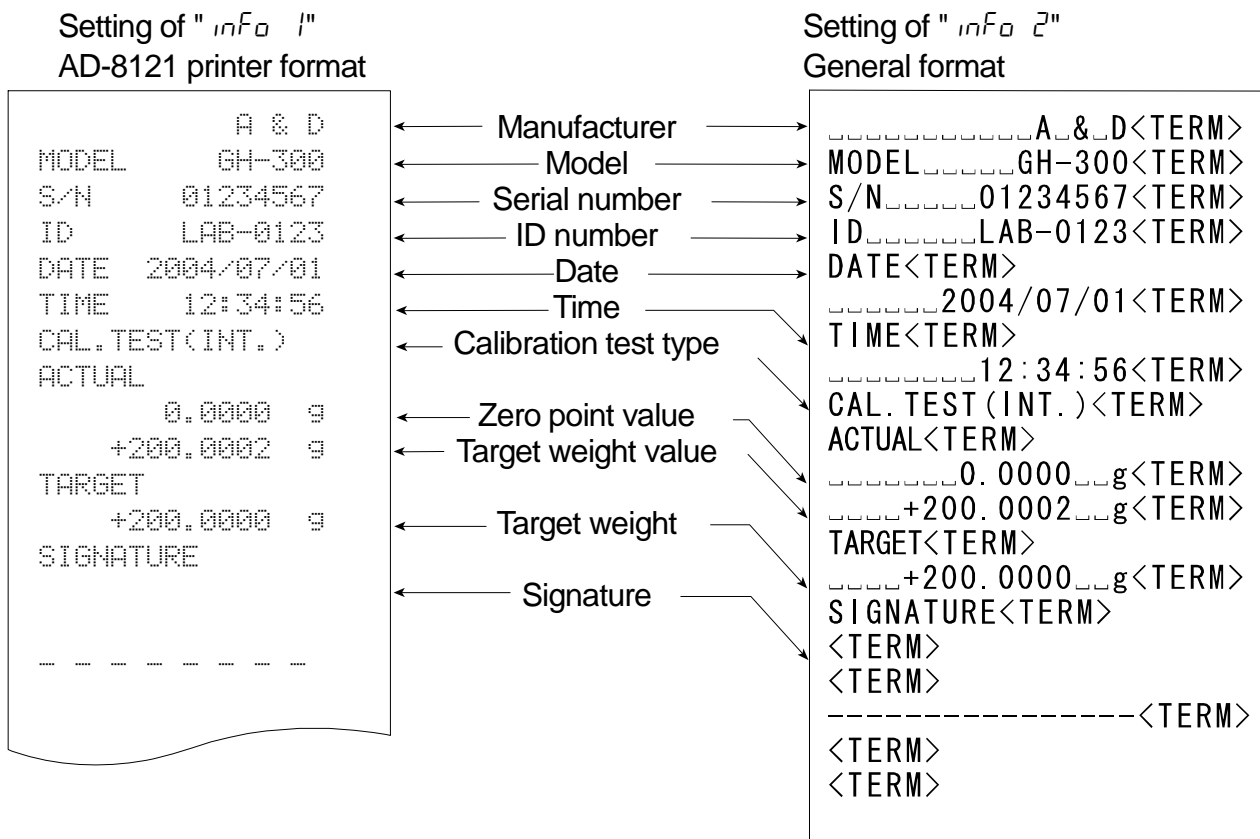 Setting of "info 1"
AD-8121 printer format
A & D
MODEL GH-300
S/N 01234567
ID LAB-0123
DATE 2004/07/01
TIME 12:34:56
CAL.TEST(INT.)
ACTUAL
0.0000 g
+200.0002 g
TARGET
+200.0000 g
SIGNATURE
_ _ _ _ _ _ _ _
Manufacturer
Model
Serial number
ID number
Date
Time
Calibration test type
Zero point value
Target weight value
Target weight
Signature
Setting of "info 2"
General format
␣␣␣␣␣␣␣␣␣␣␣A␣&␣D<TERM>
MODEL␣␣␣␣␣GH-300<TERM>
S/N␣␣␣␣␣01234567<TERM>
ID␣␣␣␣␣␣LAB-0123<TERM>
DATE<TERM>
␣␣␣␣␣␣2004/07/01<TERM>
TIME<TERM>
␣␣␣␣␣␣␣␣12:34:56<TERM>
CAL.TEST(INT.)<TERM>
ACTUAL<TERM>
␣␣␣␣␣␣␣0.0000␣␣g<TERM>
␣␣␣␣+200.0002␣␣g<TERM>
TARGET<TERM>
␣␣␣␣+200.0000␣␣g<TERM>
SIGNATURE<TERM>
<TERM>
<TERM>
----------------<TERM>
<TERM>
<TERM>